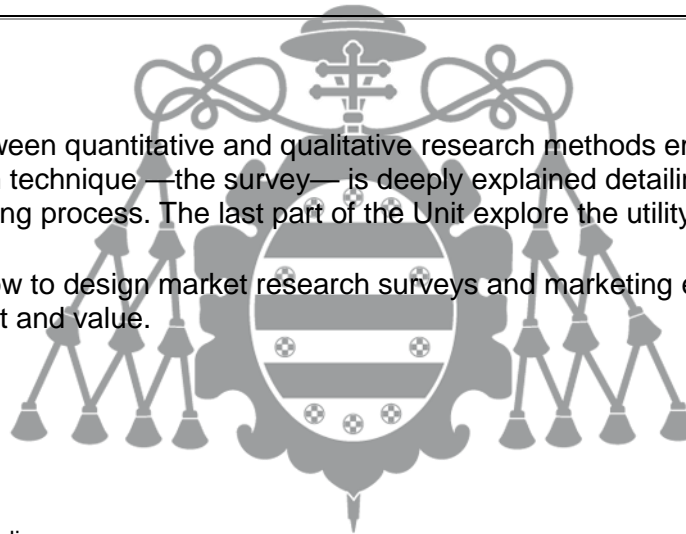 ween quantitative and qualitative research methods e
technique —the survey— is deeply explained detailin
ng process. The last part of the Unit explore the utility
ow to design market research surveys and marketing e
t and value.